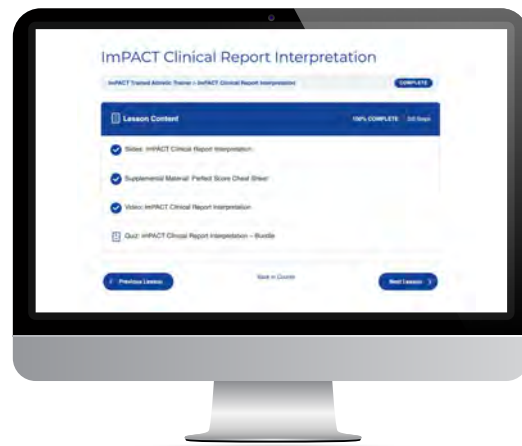 ImPACT Clinical Report Interpretation
ImPACT Trained Athletic Trainer > ImPACT Clinical Report Interpretation
COMPLETE
Lesson Content
100% COMPLETE
Steps
Slides: ImPACT Clinical Report Interpretation
Supplemental Material: Perfect Score Cheat Sheet
Video: ImPACT Clinical Report Interpretation
Quiz: ImPACT Clinical Report Interpretation – Bundle
Previous Lesson
Back to Course
Next Lesson